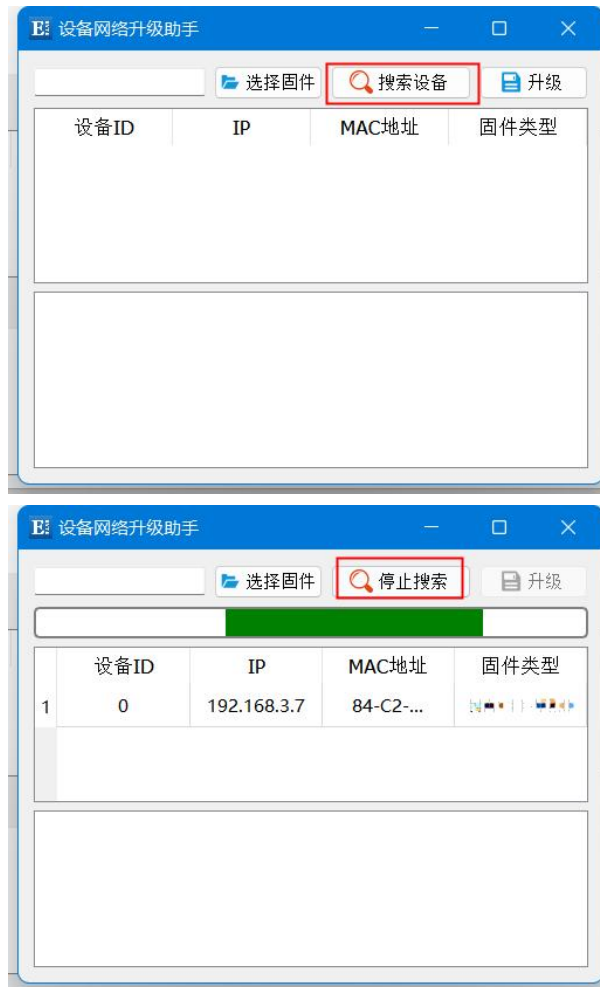 E 设备网络升级助手
选择固件 搜索设备 升级
设备ID IP MAC地址 固件类型
E 设备网络升级助手
选择固件 停止搜索 升级
设备ID IP MAC地址 固件类型
1 0 192.168.3.7 84-C2-...